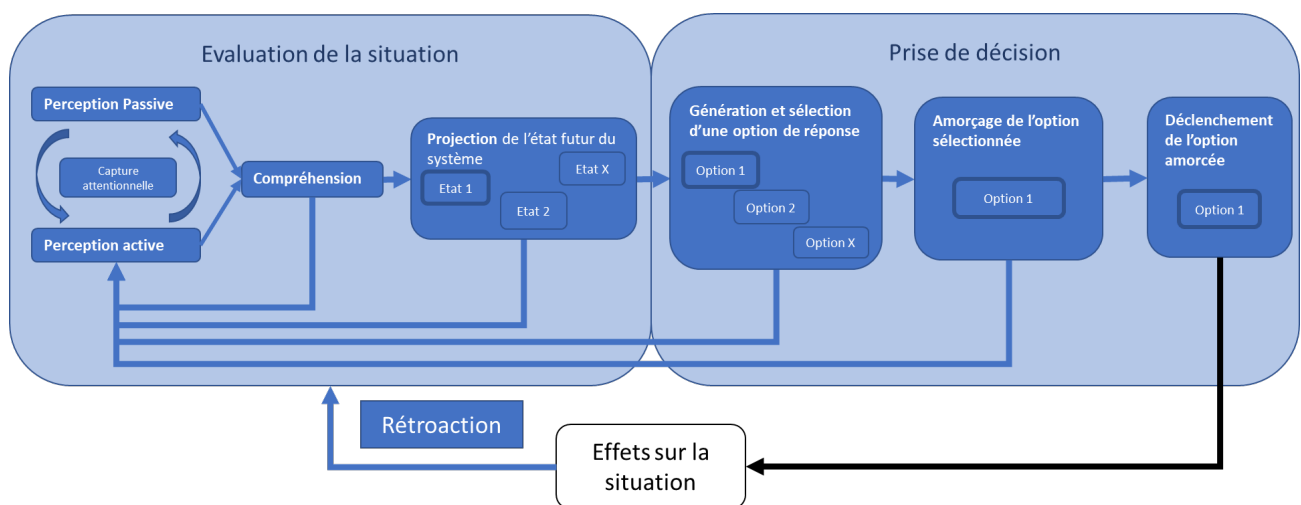 Evaluation de la situation
Prise de décision
Perception Passive
Capture
attentionnelle
Perception active
Compréhension
Projection de l'état futur du
système
Etat 1
Etat 2
Etat X
Génération et sélection
d'une option de réponse
Option 1
Option 2
Option X
Amorçage de l'option
sélectionnée
Option 1
Déclenchement
de l'option
amorcée
Option 1
Rétroaction
Effets sur la
situation